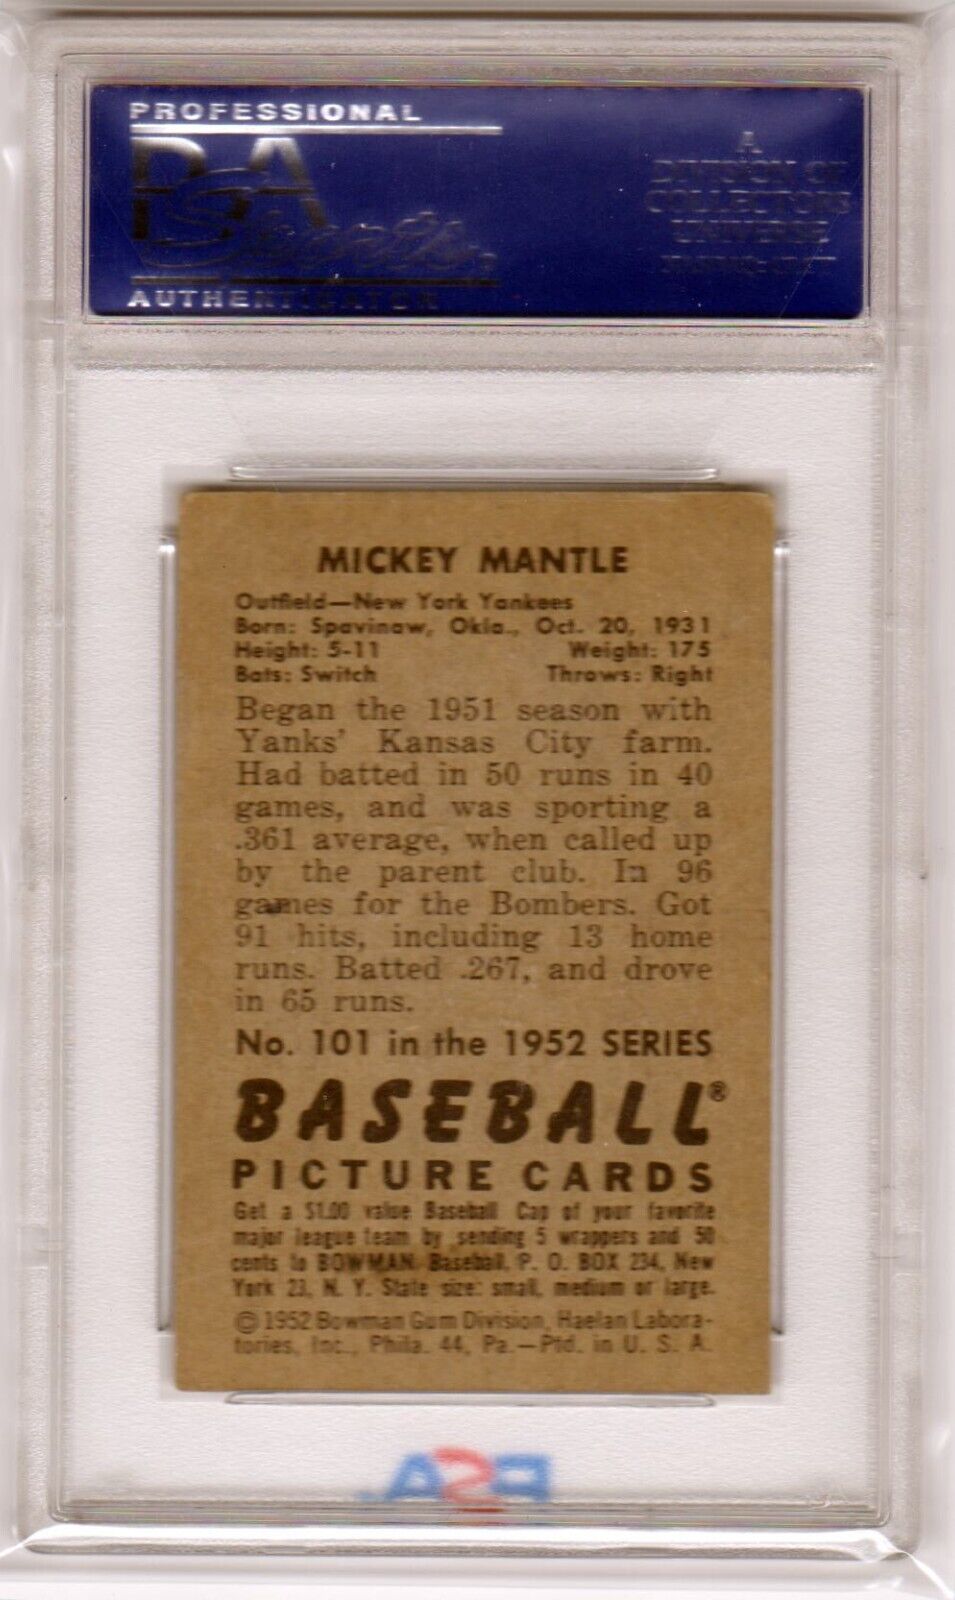 PROFESSIONAL
PSA
Sports
AUTHENTICATOR
A
DIVISION OF
COLLECTORS
UNIVERSE
MICKEY MANTLE
Outfield—New York Yankees
Born: Spavinaw, Okla., Oct. 20, 1931
Height: 5-11 Weight: 175
Bats: Switch Throws: Right
Began the 1951 season with
Yanks' Kansas City farm.
Had batted in 50 runs in 40
games, and was sporting a
.361 average, when called up
by the parent club. In 96
games for the Bombers. Got
91 hits, including 13 home
runs. Batted .267, and drove
in 65 runs.
No. 101 in the 1952 SERIES
BASEBALL®
PICTURE CARDS
Get a $1.00 value Baseball Cap of your favorite
major league team by sending 5 wrappers and 50
cents to BOWMAN Baseball, P. O. BOX 234, New
York 23, N. Y. State size: small, medium or large.
© 1952 Bowman Gum Division, Haelan Labora-
tories, Inc., Phila. 44, Pa.—Ptd. in U. S. A.
PSA